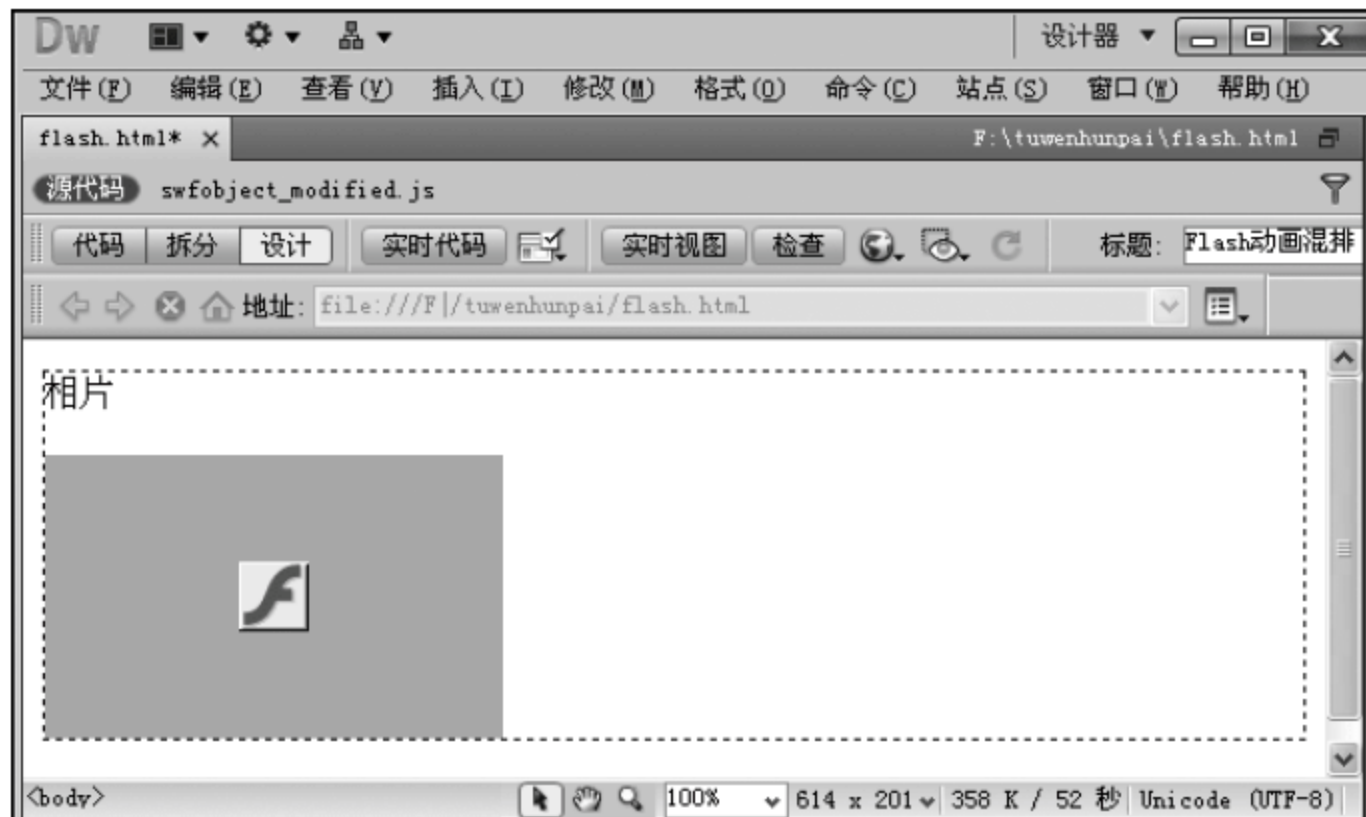 Dw 设计器
文件(F) 编辑(E) 查看(V) 插入(I) 修改(M) 格式(O) 命令(C) 站点(S) 窗口(W) 帮助(H)
flash.html* × F:\tuwenhunpai\flash.html
源代码 swfobject_modified.js
代码 拆分 设计 实时代码 实时视图 检查 标题: Flash动画混排
地址: file:///F|/tuwenhunpai/flash.html
相片
<body> 100% 614 x 201 358 K / 52 秒 Unicode (UTF-8)